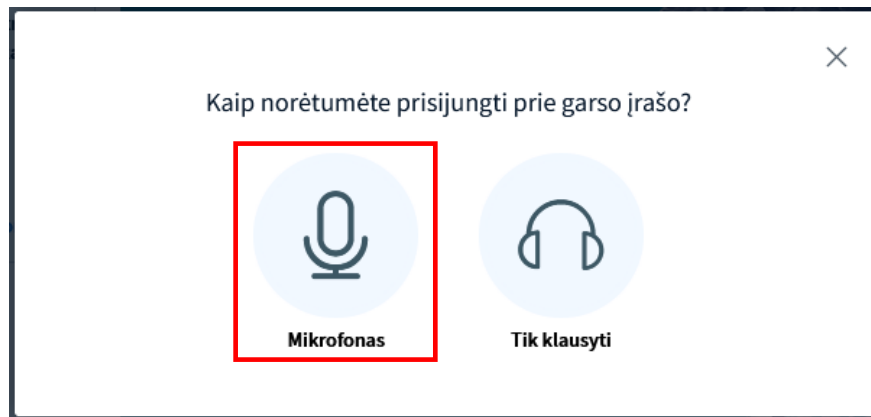 Kaip norėtumėte prisijungti prie garso įrašo?
Mikrofonas
Tik klausyti